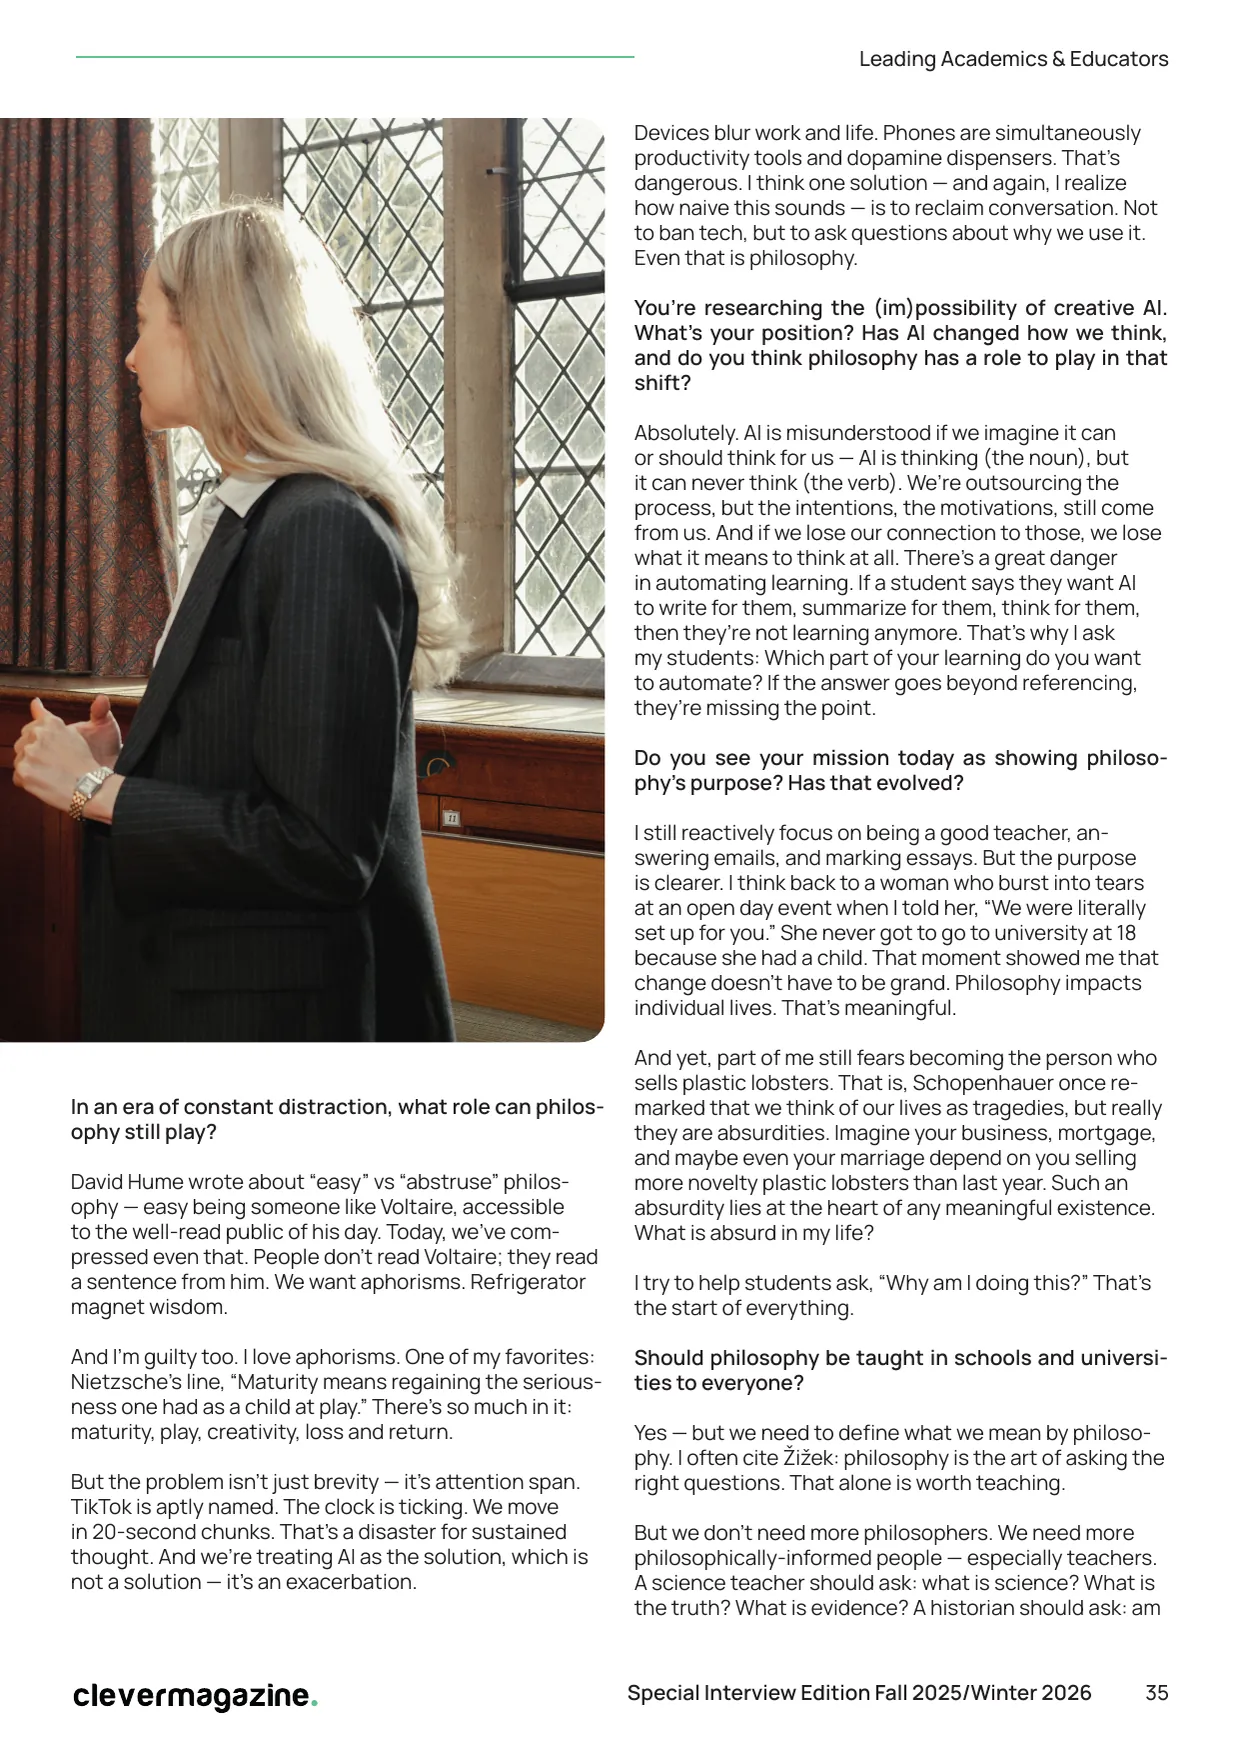 Leading Academics & Educators
11
In an era of constant distraction, what role can philos-
ophy still play?
David Hume wrote about “easy” vs “abstruse” philos-
ophy — easy being someone like Voltaire, accessible
to the well-read public of his day. Today, we’ve com-
pressed even that. People don’t read Voltaire; they read
a sentence from him. We want aphorisms. Refrigerator
magnet wisdom.
And I’m guilty too. I love aphorisms. One of my favorites:
Nietzsche’s line, “Maturity means regaining the serious-
ness one had as a child at play.” There’s so much in it:
maturity, play, creativity, loss and return.
But the problem isn’t just brevity — it’s attention span.
TikTok is aptly named. The clock is ticking. We move
in 20-second chunks. That’s a disaster for sustained
thought. And we’re treating AI as the solution, which is
not a solution — it’s an exacerbation.
Devices blur work and life. Phones are simultaneously
productivity tools and dopamine dispensers. That’s
dangerous. I think one solution — and again, I realize
how naive this sounds — is to reclaim conversation. Not
to ban tech, but to ask questions about why we use it.
Even that is philosophy.
You’re researching the (im)possibility of creative AI.
What’s your position? Has AI changed how we think,
and do you think philosophy has a role to play in that
shift?
Absolutely. AI is misunderstood if we imagine it can
or should think for us — AI is thinking (the noun), but
it can never think (the verb). We’re outsourcing the
process, but the intentions, the motivations, still come
from us. And if we lose our connection to those, we lose
what it means to think at all. There’s a great danger
in automating learning. If a student says they want AI
to write for them, summarize for them, think for them,
then they’re not learning anymore. That’s why I ask
my students: Which part of your learning do you want
to automate? If the answer goes beyond referencing,
they’re missing the point.
Do you see your mission today as showing philoso-
phy’s purpose? Has that evolved?
I still reactively focus on being a good teacher, an-
swering emails, and marking essays. But the purpose
is clearer. I think back to a woman who burst into tears
at an open day event when I told her, “We were literally
set up for you.” She never got to go to university at 18
because she had a child. That moment showed me that
change doesn’t have to be grand. Philosophy impacts
individual lives. That’s meaningful.
And yet, part of me still fears becoming the person who
sells plastic lobsters. That is, Schopenhauer once re-
marked that we think of our lives as tragedies, but really
they are absurdities. Imagine your business, mortgage,
and maybe even your marriage depend on you selling
more novelty plastic lobsters than last year. Such an
absurdity lies at the heart of any meaningful existence.
What is absurd in my life?
I try to help students ask, “Why am I doing this?” That’s
the start of everything.
Should philosophy be taught in schools and universi-
ties to everyone?
Yes — but we need to define what we mean by philoso-
phy. I often cite Žižek: philosophy is the art of asking the
right questions. That alone is worth teaching.
But we don’t need more philosophers. We need more
philosophically-informed people — especially teachers.
A science teacher should ask: what is science? What is
the truth? What is evidence? A historian should ask: am
clevermagazine.
Special Interview Edition Fall 2025/Winter 2026
35